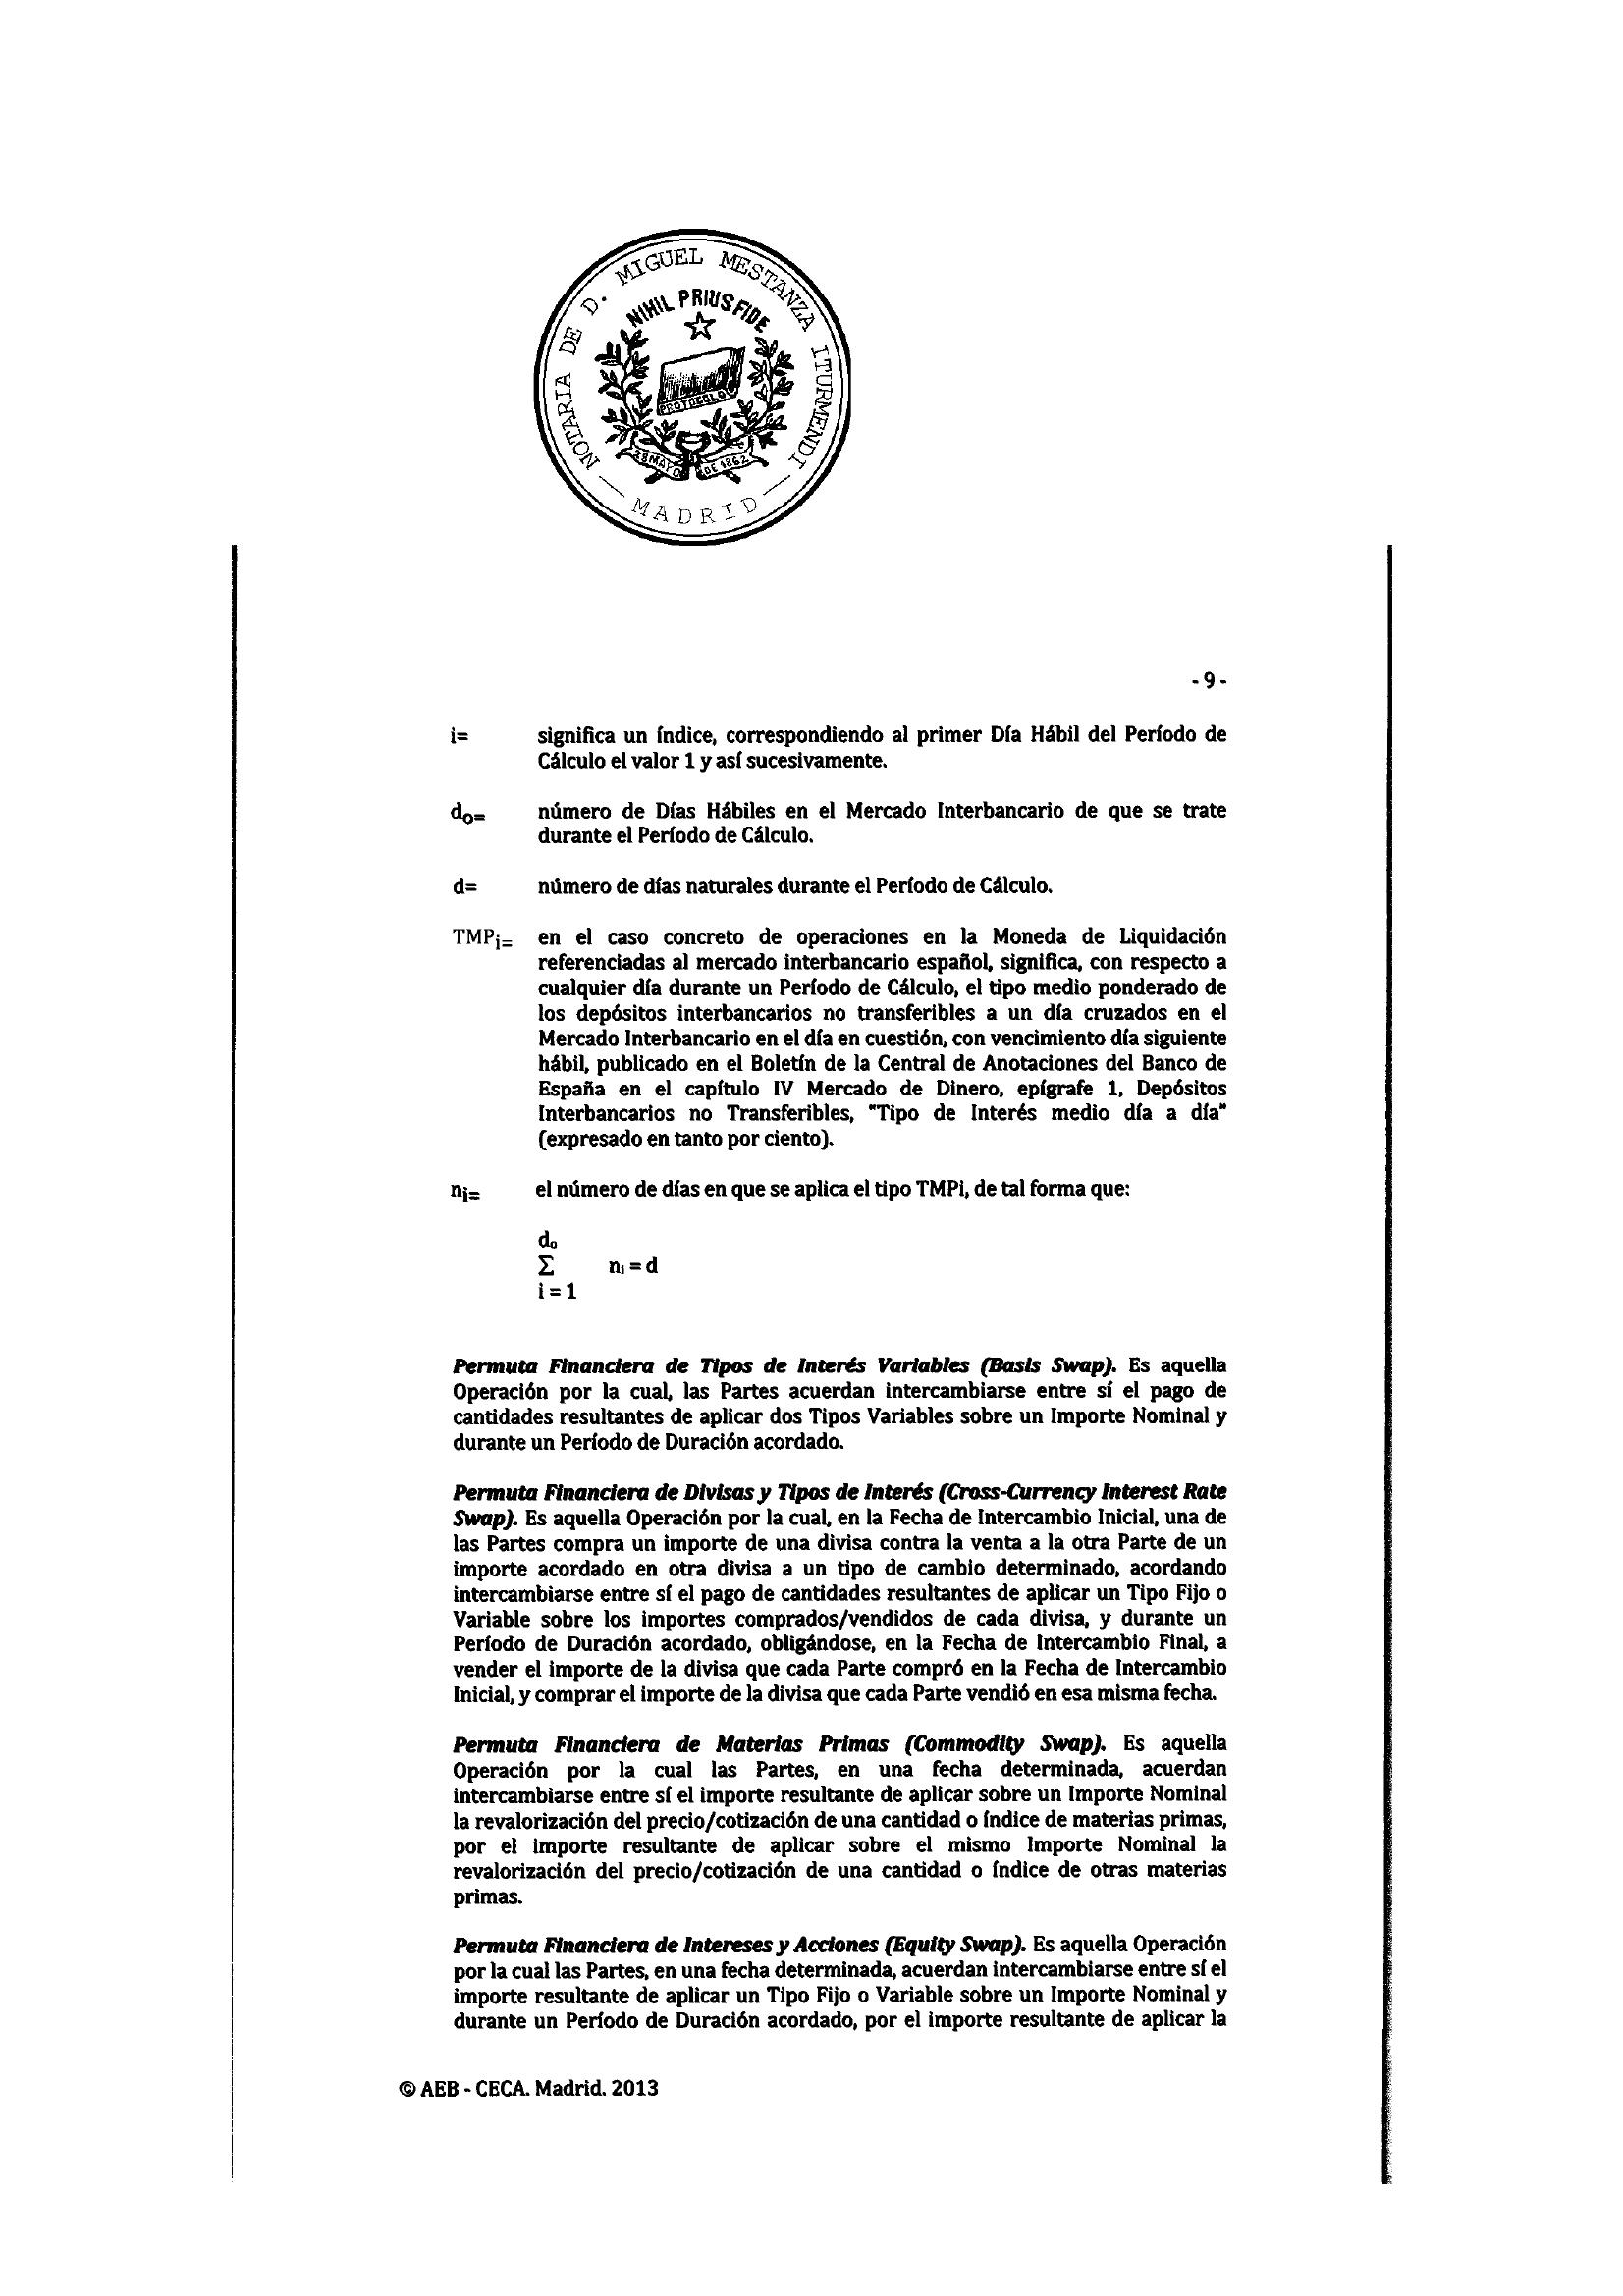 NOTARIA DE D. MIGUEL MESTANZA ITURMENDI
NIHIL PRIUS FIDE
PROTOCOLO
28 MAYO DE 1862
— MADRID —
- 9 -
i= significa un índice, correspondiendo al primer Día Hábil del Período de
Cálculo el valor 1 y así sucesivamente.
do= número de Días Hábiles en el Mercado Interbancario de que se trate
durante el Período de Cálculo.
d= número de días naturales durante el Período de Cálculo.
TMPi= en el caso concreto de operaciones en la Moneda de Liquidación
referenciadas al mercado interbancario español, significa, con respecto a
cualquier día durante un Período de Cálculo, el tipo medio ponderado de
los depósitos interbancarios no transferibles a un día cruzados en el
Mercado Interbancario en el día en cuestión, con vencimiento día siguiente
hábil, publicado en el Boletín de la Central de Anotaciones del Banco de
España en el capítulo IV Mercado de Dinero, epígrafe 1, Depósitos
Interbancarios no Transferibles, "Tipo de Interés medio día a día"
(expresado en tanto por ciento).
ni= el número de días en que se aplica el tipo TMPi, de tal forma que:
do
Σ ni = d
i = 1
Permuta Financiera de Tipos de Interés Variables (Basis Swap). Es aquella
Operación por la cual, las Partes acuerdan intercambiarse entre sí el pago de
cantidades resultantes de aplicar dos Tipos Variables sobre un Importe Nominal y
durante un Período de Duración acordado.
Permuta Financiera de Divisas y Tipos de Interés (Cross-Currency Interest Rate
Swap). Es aquella Operación por la cual, en la Fecha de Intercambio Inicial, una de
las Partes compra un importe de una divisa contra la venta a la otra Parte de un
importe acordado en otra divisa a un tipo de cambio determinado, acordando
intercambiarse entre sí el pago de cantidades resultantes de aplicar un Tipo Fijo o
Variable sobre los importes comprados/vendidos de cada divisa, y durante un
Período de Duración acordado, obligándose, en la Fecha de Intercambio Final, a
vender el importe de la divisa que cada Parte compró en la Fecha de Intercambio
Inicial, y comprar el importe de la divisa que cada Parte vendió en esa misma fecha.
Permuta Financiera de Materias Primas (Commodity Swap). Es aquella
Operación por la cual las Partes, en una fecha determinada, acuerdan
intercambiarse entre sí el importe resultante de aplicar sobre un Importe Nominal
la revalorización del precio/cotización de una cantidad o índice de materias primas,
por el importe resultante de aplicar sobre el mismo Importe Nominal la
revalorización del precio/cotización de una cantidad o índice de otras materias
primas.
Permuta Financiera de Intereses y Acciones (Equity Swap). Es aquella Operación
por la cual las Partes, en una fecha determinada, acuerdan intercambiarse entre sí el
importe resultante de aplicar un Tipo Fijo o Variable sobre un Importe Nominal y
durante un Período de Duración acordado, por el importe resultante de aplicar la
© AEB - CECA. Madrid. 2013